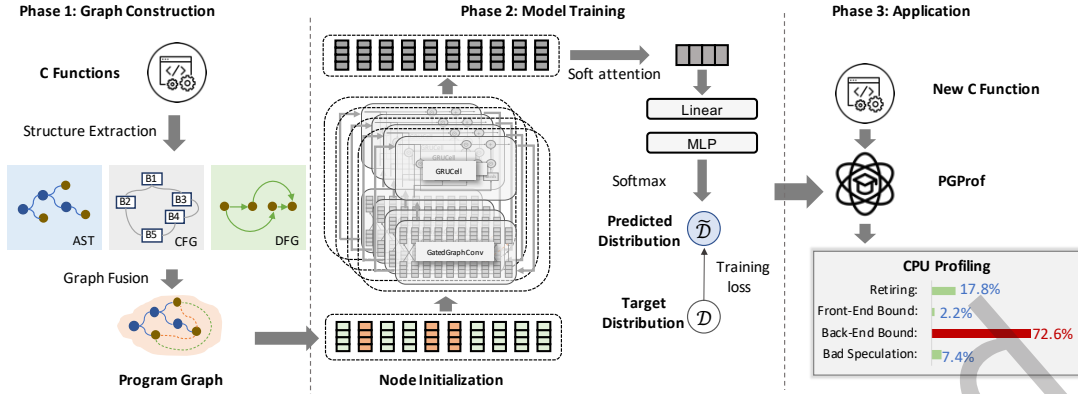 Phase 1: Graph Construction
C Functions
Structure Extraction
B1
B2
B3
B4
B5
AST
CFG
DFG
Graph Fusion
Program Graph
Phase 2: Model Training
Soft attention
GRUCell
GRUCell
GatedGraphConv
Node Initialization
Linear
MLP
Softmax
Predicted
Distribution
D̃
Training
loss
Target
Distribution
D
Phase 3: Application
New C Function
PGProf
CPU Profiling
Retiring: 17.8%
Front-End Bound: 2.2%
Back-End Bound: 72.6%
Bad Speculation: 7.4%